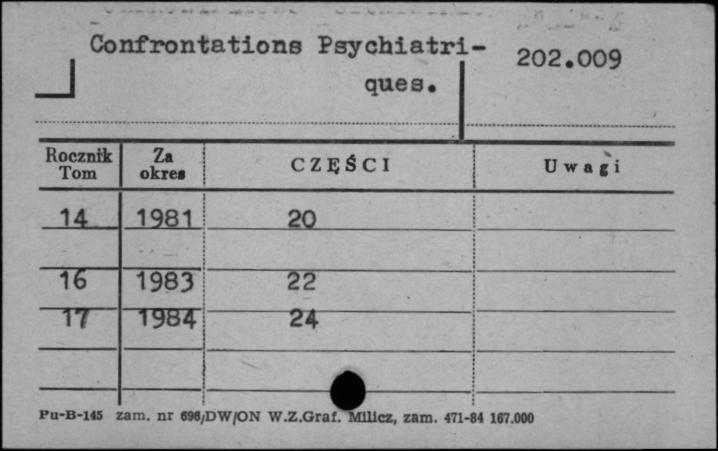 Confrontations Psychiatri-
ques.
202.009
Rocznik Tom Za okres CZĘŚCI Uwagi
14 1981 20
16 1983 22
17 1984 24
Pu-B-145 zam. nr 696/DW/ON W.Z.Graf. Milicz, zam. 471-84 167.000